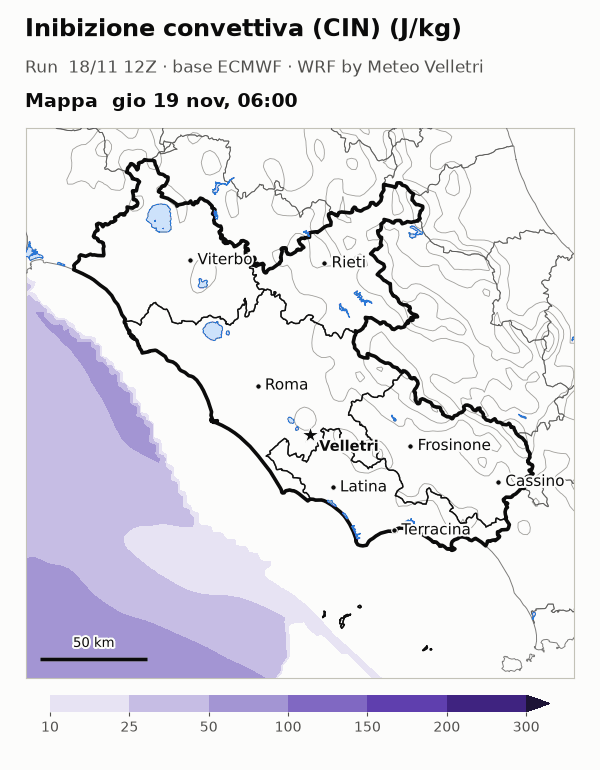 Inibizione convettiva (CIN) (J/kg)
Run  18/11 12Z · base ECMWF · WRF by Meteo Velletri
Mappa  gio 19 nov, 06:00
Viterbo
Rieti
Roma
Velletri
Frosinone
Cassino
Latina
Terracina
50 km
10 25 50 100 150 200 300